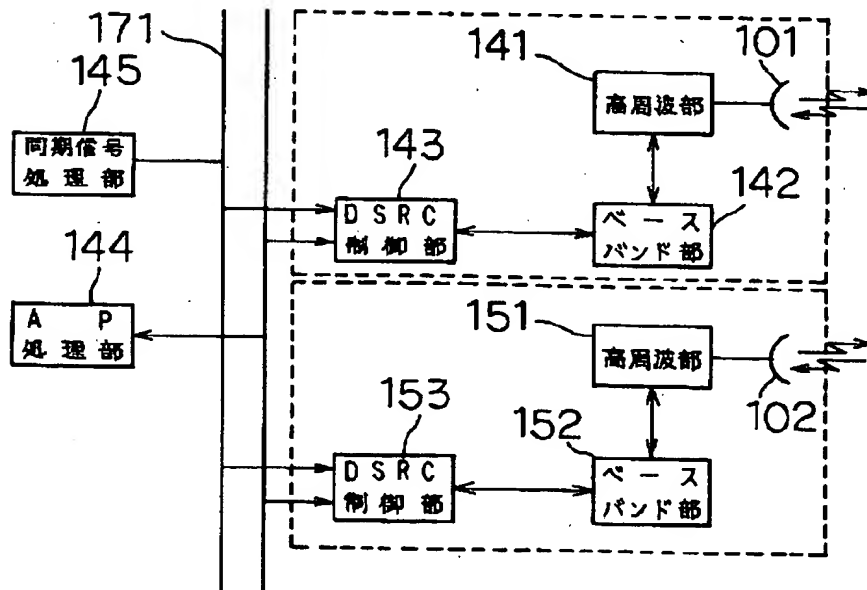 171
145
同期信号
処理部
144
A P
処理部
141
高周波部
101
143
DSRC
制御部
142
ベース
バンド部
151
高周波部
102
153
DSRC
制御部
152
ベース
バンド部